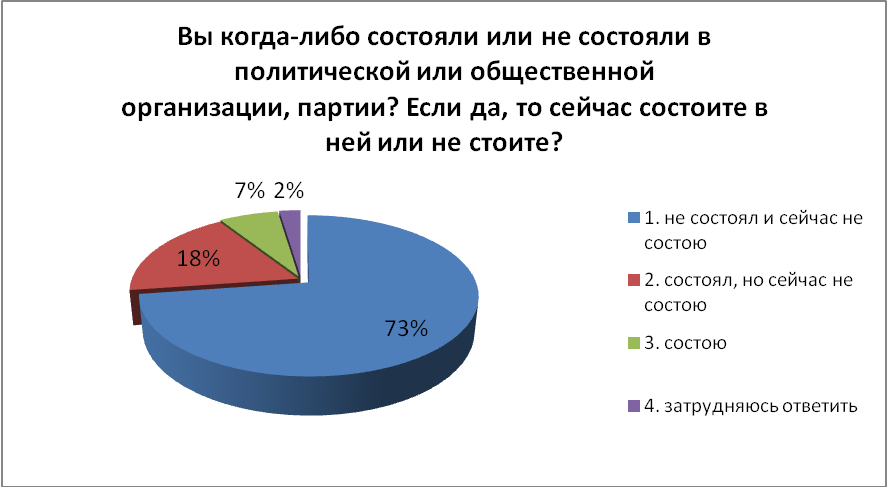 Вы когда-либо состояли или не состояли в
политической или общественной
организации, партии? Если да, то сейчас состоите в
ней или не стоите?
7% 2%
18%
73%
1. не состоял и сейчас не
состою
2. состоял, но сейчас не
состою
3. состою
4. затрудняюсь ответить